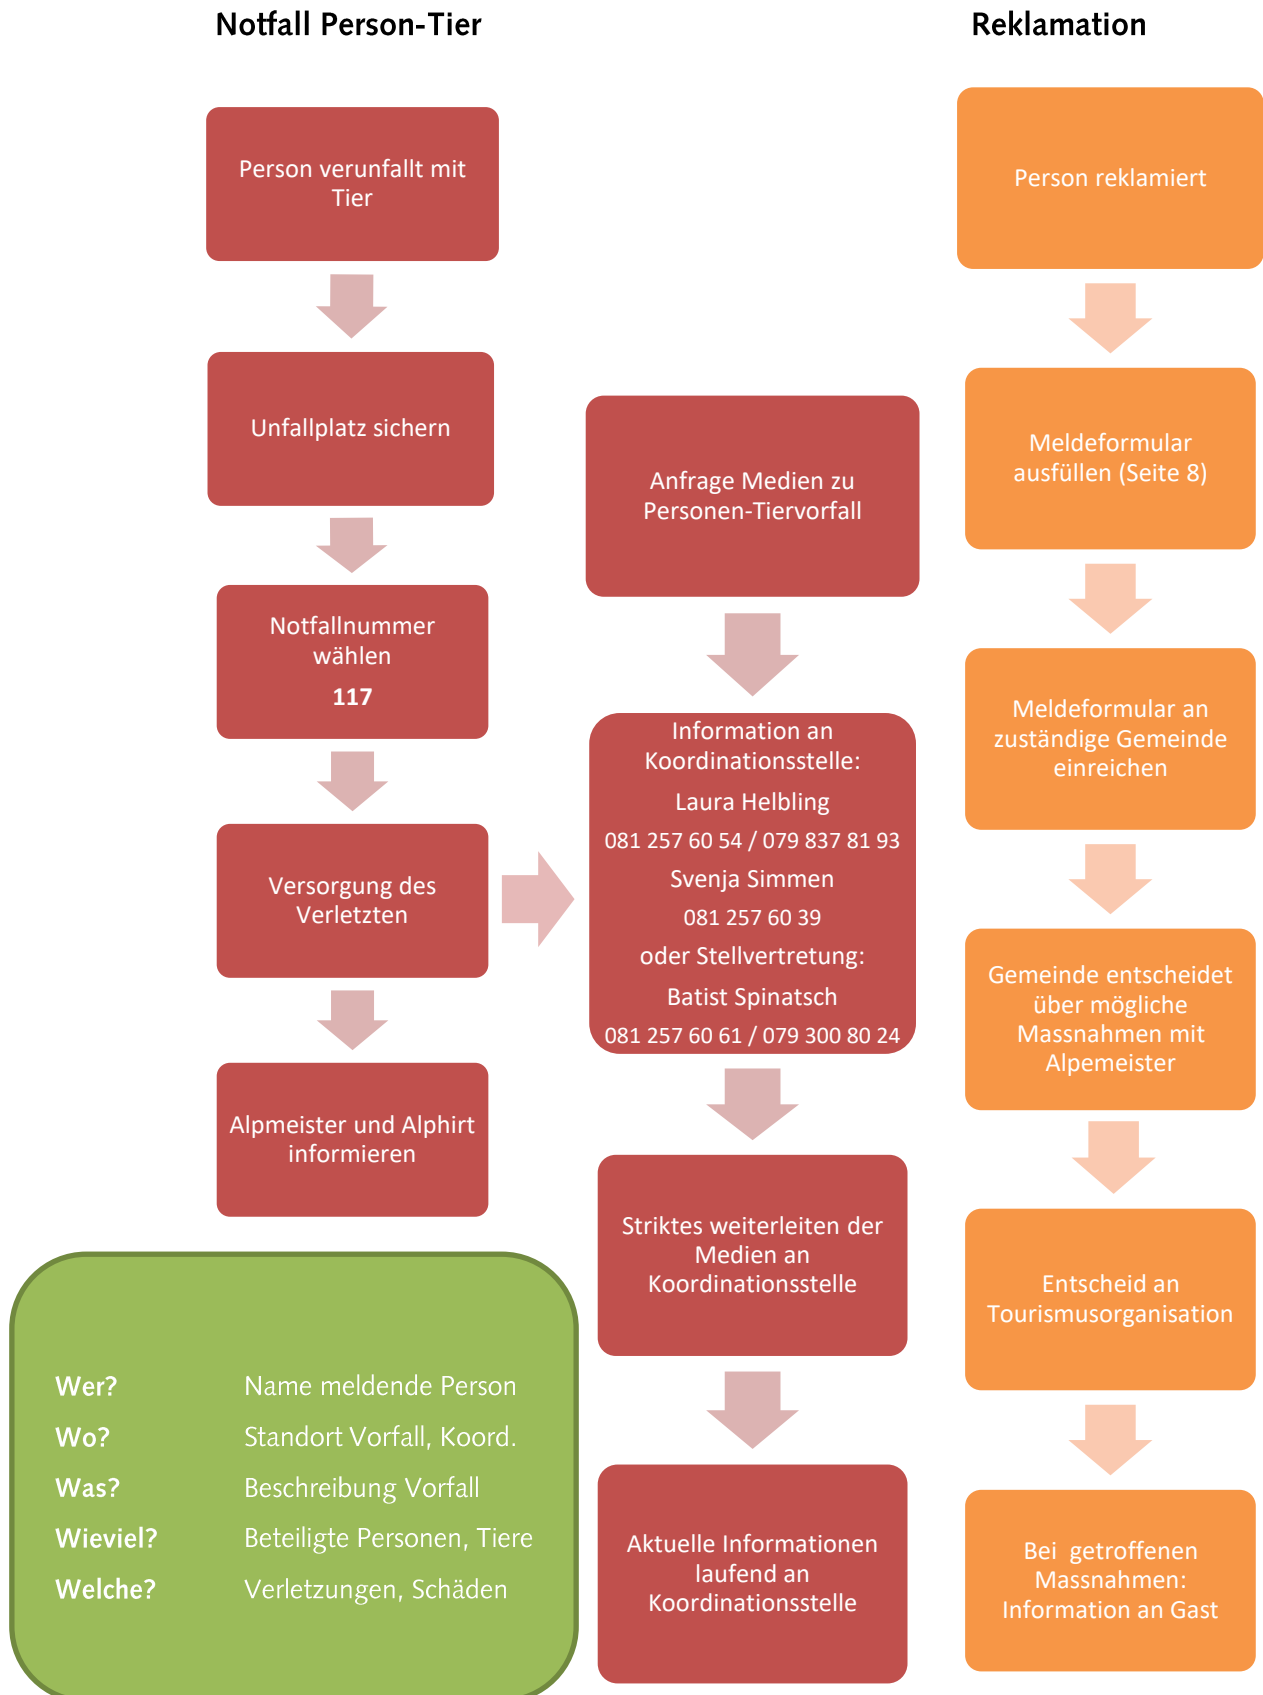 Notfall Person-Tier
Person verunfallt mit
Tier
Unfallplatz sichern
Notfallnummer
wählen
117
Versorgung des
Verletzten
Alpmeister und Alphirt
informieren
Anfrage Medien zu
Personen-Tiervorfall
Information an
Koordinationsstelle:
Laura Helbling
081 257 60 54 / 079 837 81 93
Svenja Simmen
081 257 60 39
oder Stellvertretung:
Batist Spinatsch
081 257 60 61 / 079 300 80 24
Striktes weiterleiten der
Medien an
Koordinationsstelle
Aktuelle Informationen
laufend an
Koordinationsstelle
Reklamation
Person reklamiert
Meldeformular
ausfüllen (Seite 8)
Meldeformular an
zuständige Gemeinde
einreichen
Gemeinde entscheidet
über mögliche
Massnahmen mit
Alpemeister
Entscheid an
Tourismusorganisation
Bei getroffenen
Massnahmen:
Information an Gast
Wer? Name meldende Person
Wo? Standort Vorfall, Koord.
Was? Beschreibung Vorfall
Wieviel? Beteiligte Personen, Tiere
Welche? Verletzungen, Schäden